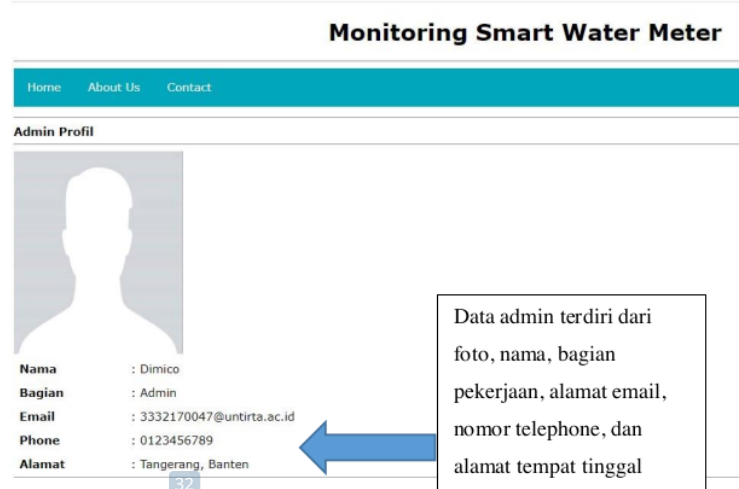 Monitoring Smart Water Meter
Home About Us Contact
Admin Profil
Nama : Dimico
Bagian : Admin
Email : 3332170047@untirta.ac.id
Phone : 0123456789
Alamat : Tangerang, Banten
32
Data admin terdiri dari
foto, nama, bagian
pekerjaan, alamat email,
nomor telephone, dan
alamat tempat tinggal